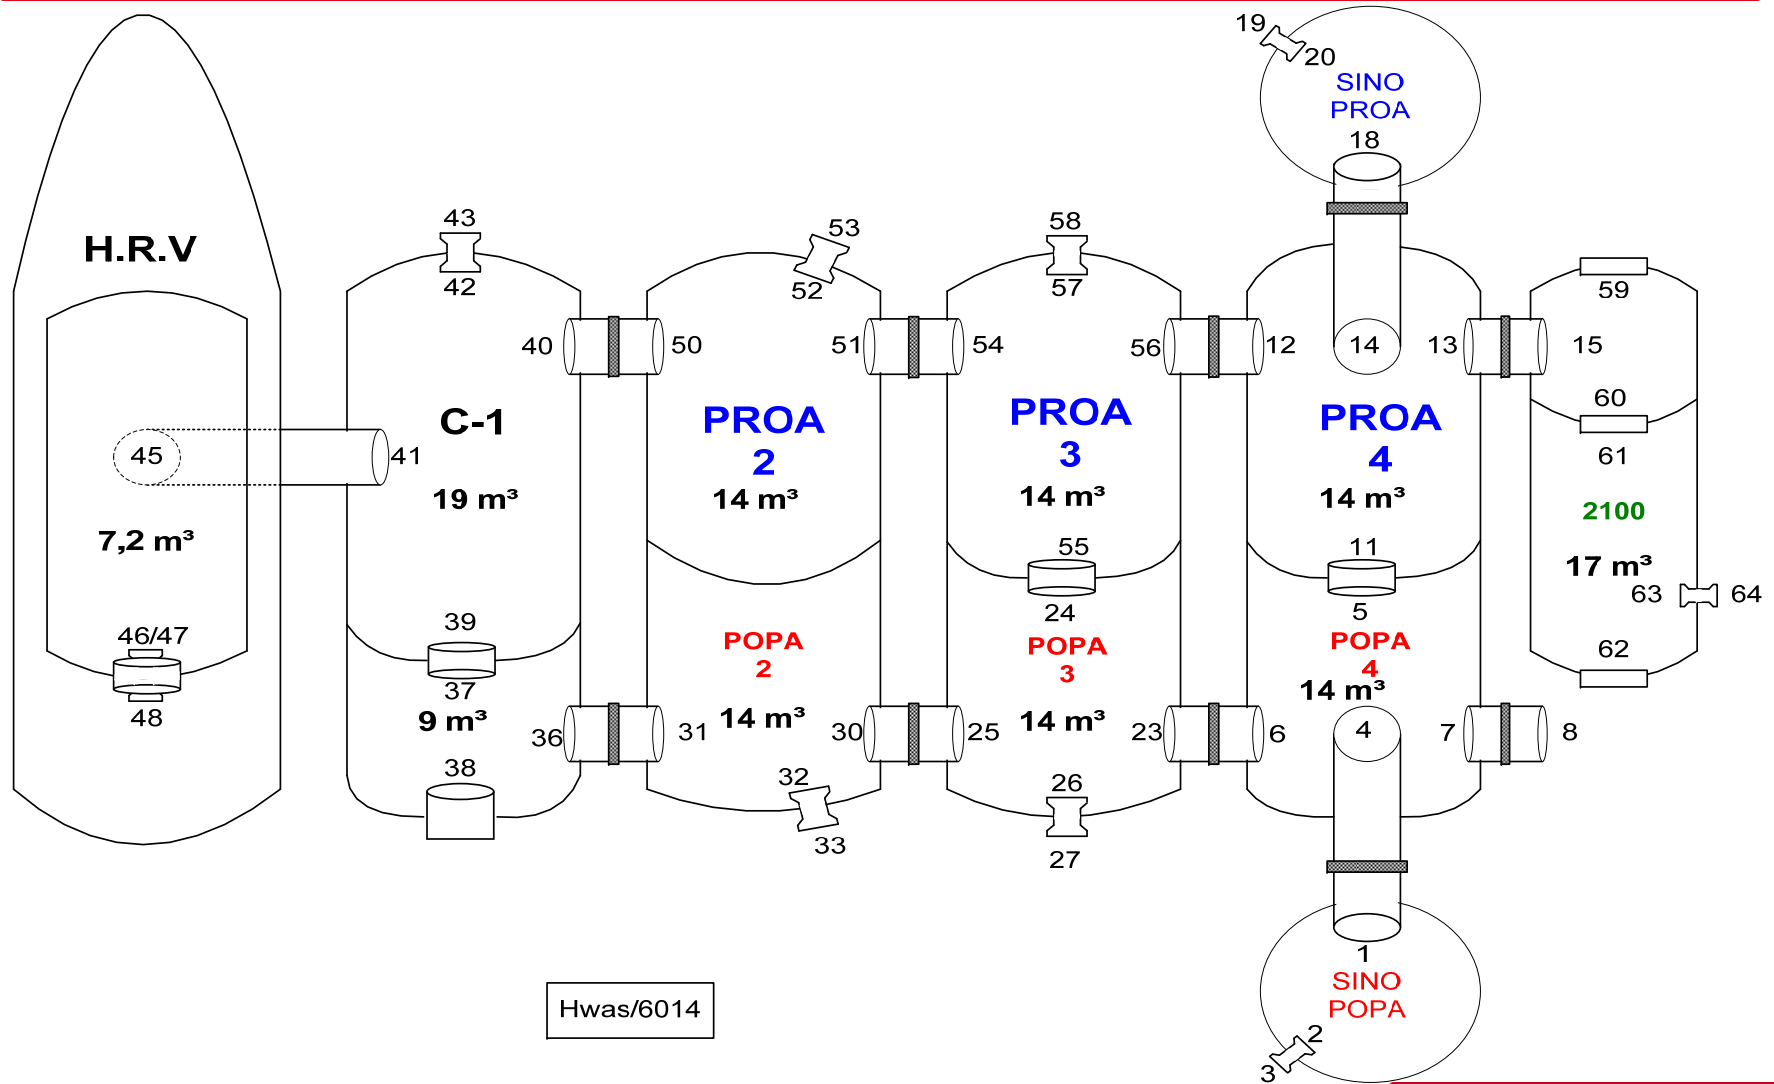 19
20
SINO
PROA
18
H.R.V
43
42
53
52
58
57
59
40
50
51
54
56
12
14
13
15
60
C-1
PROA
2
PROA
3
PROA
4
45
41
61
19 m³
14 m³
14 m³
14 m³
2100
7,2 m³
17 m³
55
11
63
64
24
5
46/47
39
POPA
2
POPA
3
POPA
4
62
48
37
9 m³
14 m³
14 m³
14 m³
36
31
30
25
23
6
4
7
8
38
32
26
33
27
1
SINO
POPA
Hwas/6014
2
3